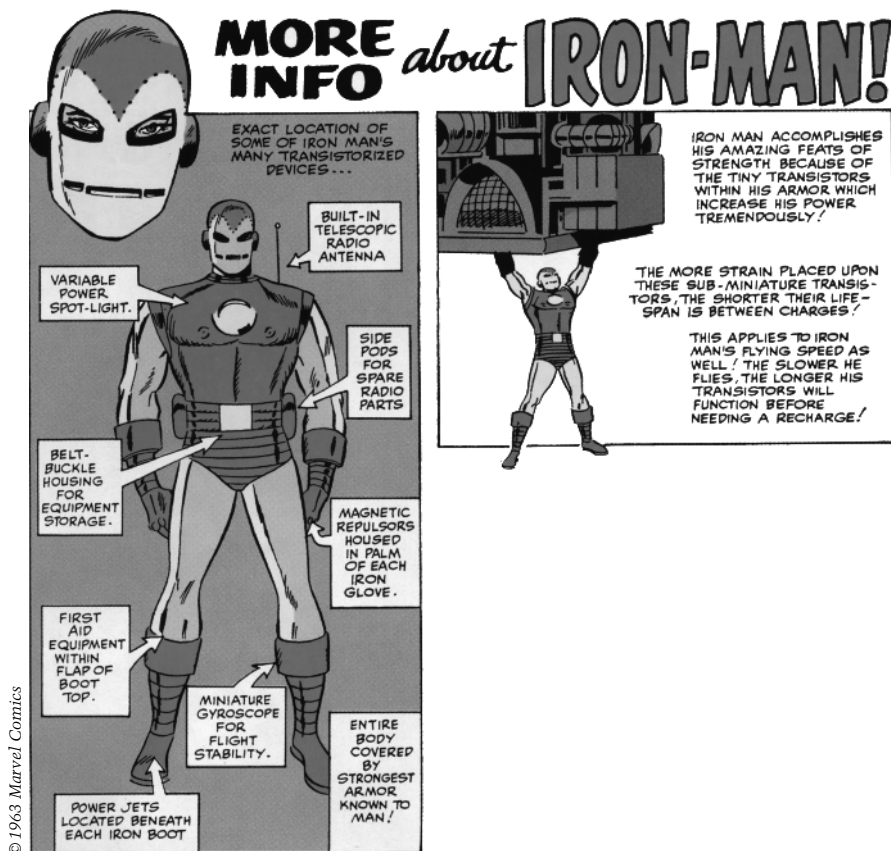 MORE INFO about IRON-MAN!
EXACT LOCATION OF
SOME OF IRON MAN'S
MANY TRANSISTORIZED
DEVICES...
BUILT-IN
TELESCOPIC
RADIO
ANTENNA
VARIABLE
POWER
SPOT-LIGHT.
SIDE
PODS
FOR
SPARE
RADIO
PARTS
BELT-
BUCKLE
HOUSING
FOR
EQUIPMENT
STORAGE.
MAGNETIC
REPULSORS
HOUSED
IN PALM
OF EACH
IRON
GLOVE.
FIRST
AID
EQUIPMENT
WITHIN
FLAP OF
BOOT
TOP.
MINIATURE
GYROSCOPE
FOR
FLIGHT
STABILITY.
ENTIRE
BODY
COVERED
BY
STRONGEST
ARMOR
KNOWN TO
MAN!
POWER JETS
LOCATED BENEATH
EACH IRON BOOT
IRON MAN ACCOMPLISHES
HIS AMAZING FEATS OF
STRENGTH BECAUSE OF
THE TINY TRANSISTORS
WITHIN HIS ARMOR WHICH
INCREASE HIS POWER
TREMENDOUSLY!
THE MORE STRAIN PLACED UPON
THESE SUB-MINIATURE TRANSIS-
TORS, THE SHORTER THEIR LIFE-
SPAN IS BETWEEN CHARGES!
THIS APPLIES TO IRON
MAN'S FLYING SPEED AS
WELL! THE SLOWER HE
FLIES, THE LONGER HIS
TRANSISTORS WILL
FUNCTION BEFORE
NEEDING A RECHARGE!
© 1963 Marvel Comics